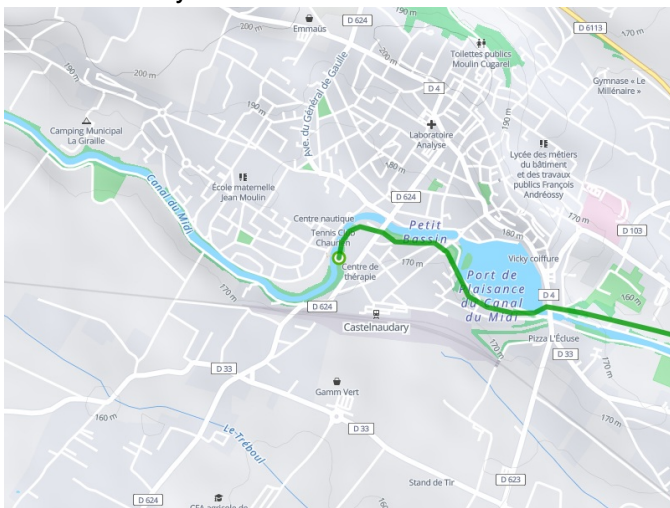 190 m
D 624
Emmaüs
D 6113
170 m
200 m
200 m
190 m
Toilettes publics
Moulin Cugarel
190 m
Gymnase « Le
Millénaire »
D 4
Ave. du Général de Gaulle
190 m
Camping Municipal
La Giraille
Laboratoire
Analyse
190 m
Lycée des métiers
du bâtiment
et des travaux
publics François
Andréossy
180 m
École maternelle
Jean Moulin
Canal du Midi
D 624
170 m
Centre nautique
Petit
Bassin
D 103
Tennis Club
Chauron
180 m
Centre de
thérapie
170 m
Vicky coiffure
Port de
Plaisance
du Canal
du Midi
D 4
160 m
170 m
D 624
Castelnaudary
Pizza L'Écluse
170 m
D 33
D 33
Gamm Vert
160 m
170 m
D 33
Le-Tréboul
Stand de Tir
D 623
D 624